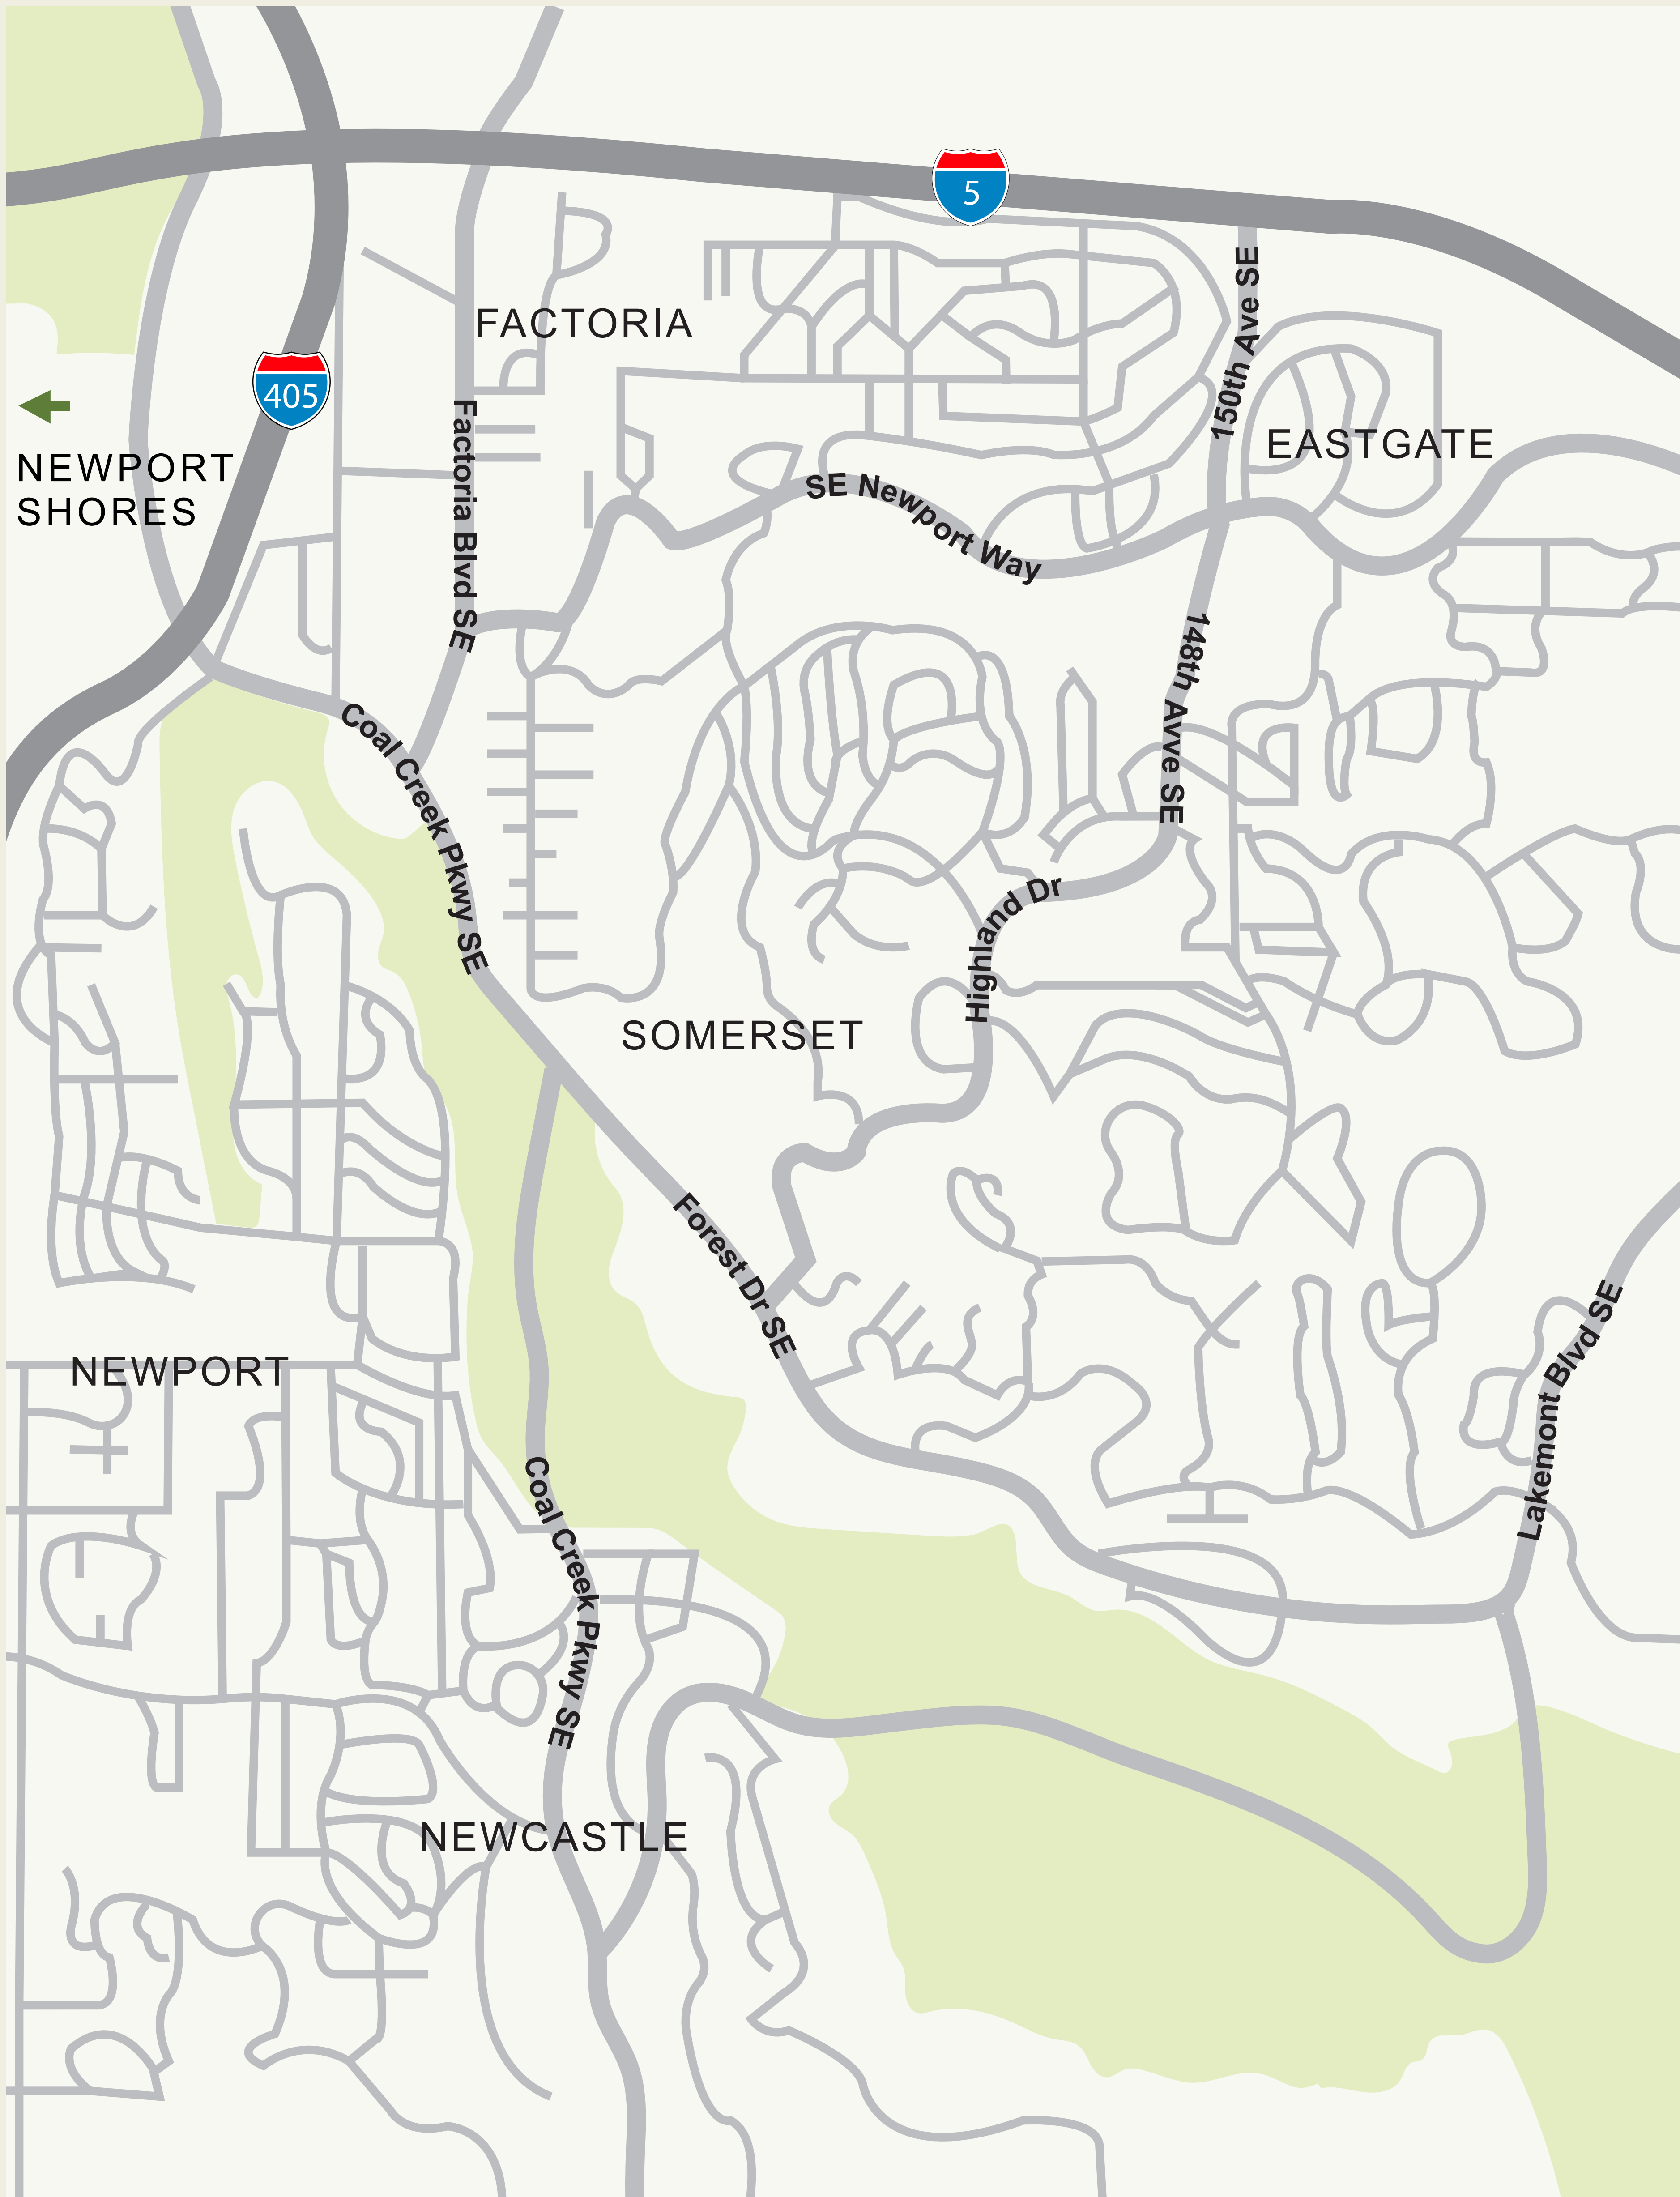 5
150th Ave SE
FACTORIA
405
EASTGATE
NEWPORT
SHORES
Factoria Blvd SE
SE Newport Way
148th Avve SE
Coal Creek Pkwy SE
Highland Dr
SOMERSET
Forest Dr SE
Lakemont Blvd SE
NEWPORT
Coal Creek Pkwy SE
NEWCASTLE